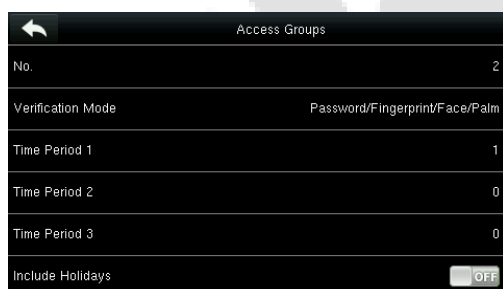 Access Groups
No. 2
Verification Mode Password/Fingerprint/Face/Palm
Time Period 1 1
Time Period 2 0
Time Period 3 0
Include Holidays OFF